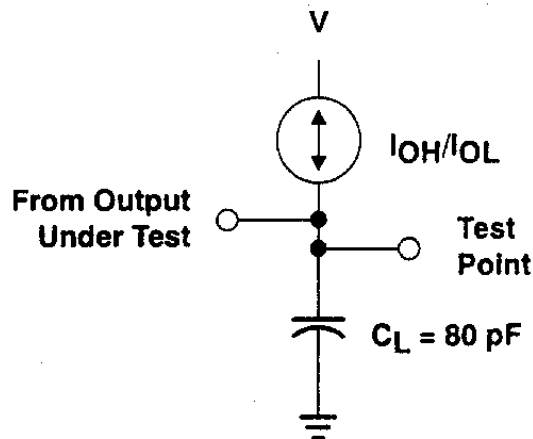 V
IOH/IOL
From Output
Under Test
Test
Point
CL = 80 pF